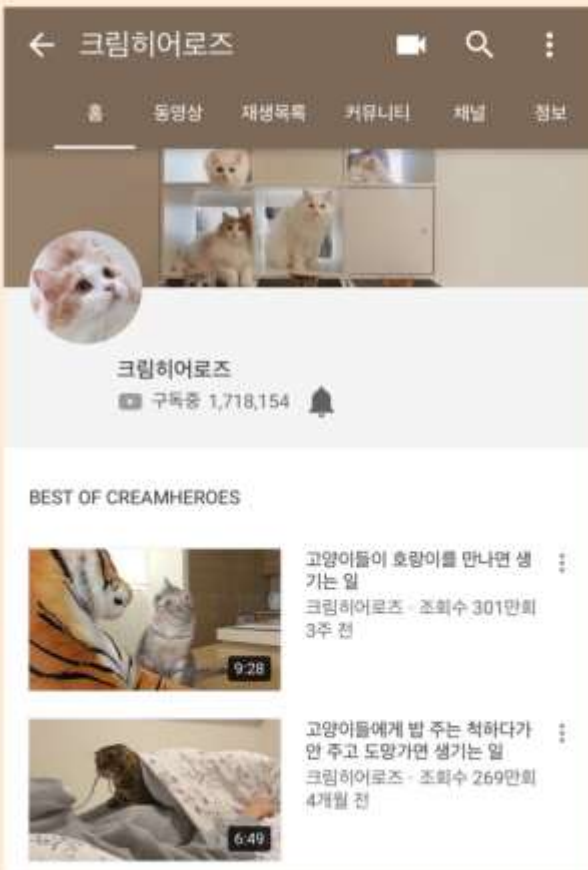 크림히어로즈
홈 동영상 재생목록 커뮤니티 채널 정보
크림히어로즈
구독중 1,718,154
BEST OF CREAMHEROES
고양이들이 호랑이를 만나면 생
기는 일
크림히어로즈 · 조회수 301만회
3주 전
9:28
고양이들에게 밥 주는 척하다가
안 주고 도망가면 생기는 일
크림히어로즈 · 조회수 269만회
4개월 전
6:49